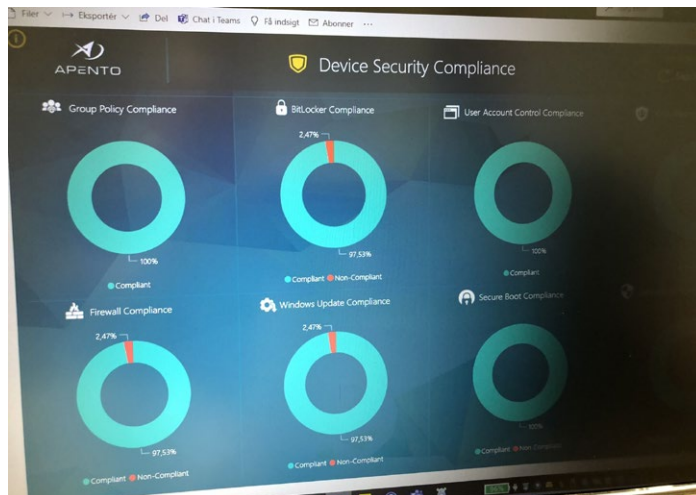 Filer
Eksportér
Del
Chat i Teams
Få indsigt
Abonner
...
APENTO
Device Security Compliance
Group Policy Compliance
100%
Compliant
BitLocker Compliance
2,47%
97,53%
Compliant Non-Compliant
User Account Control Compliance
100%
Compliant
Firewall Compliance
2,47%
97,53%
Compliant Non-Compliant
Windows Update Compliance
2,47%
97,53%
Compliant Non-Compliant
Secure Boot Compliance
100%
Compliant Non-Compliant